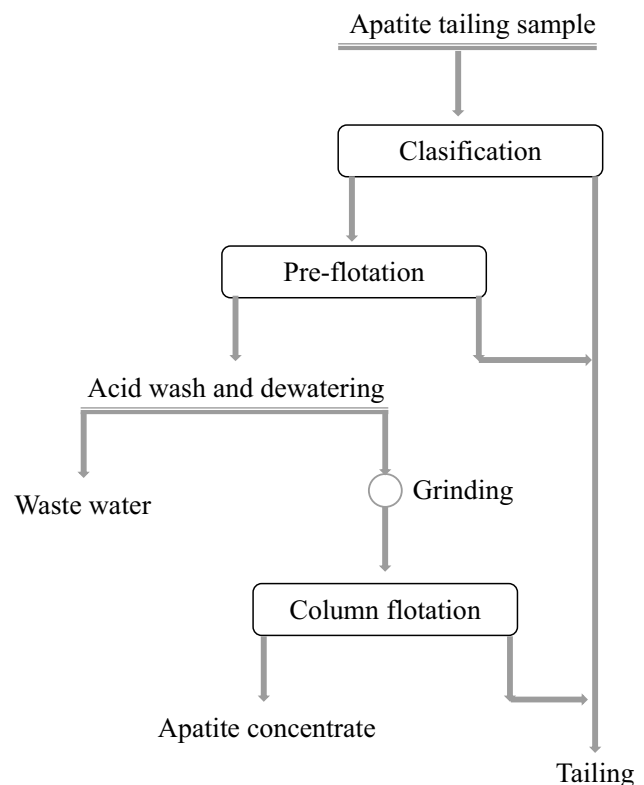 Apatite tailing sample
Clasification
Pre-flotation
Acid wash and dewatering
Grinding
Waste water
Column flotation
Apatite concentrate
Tailing